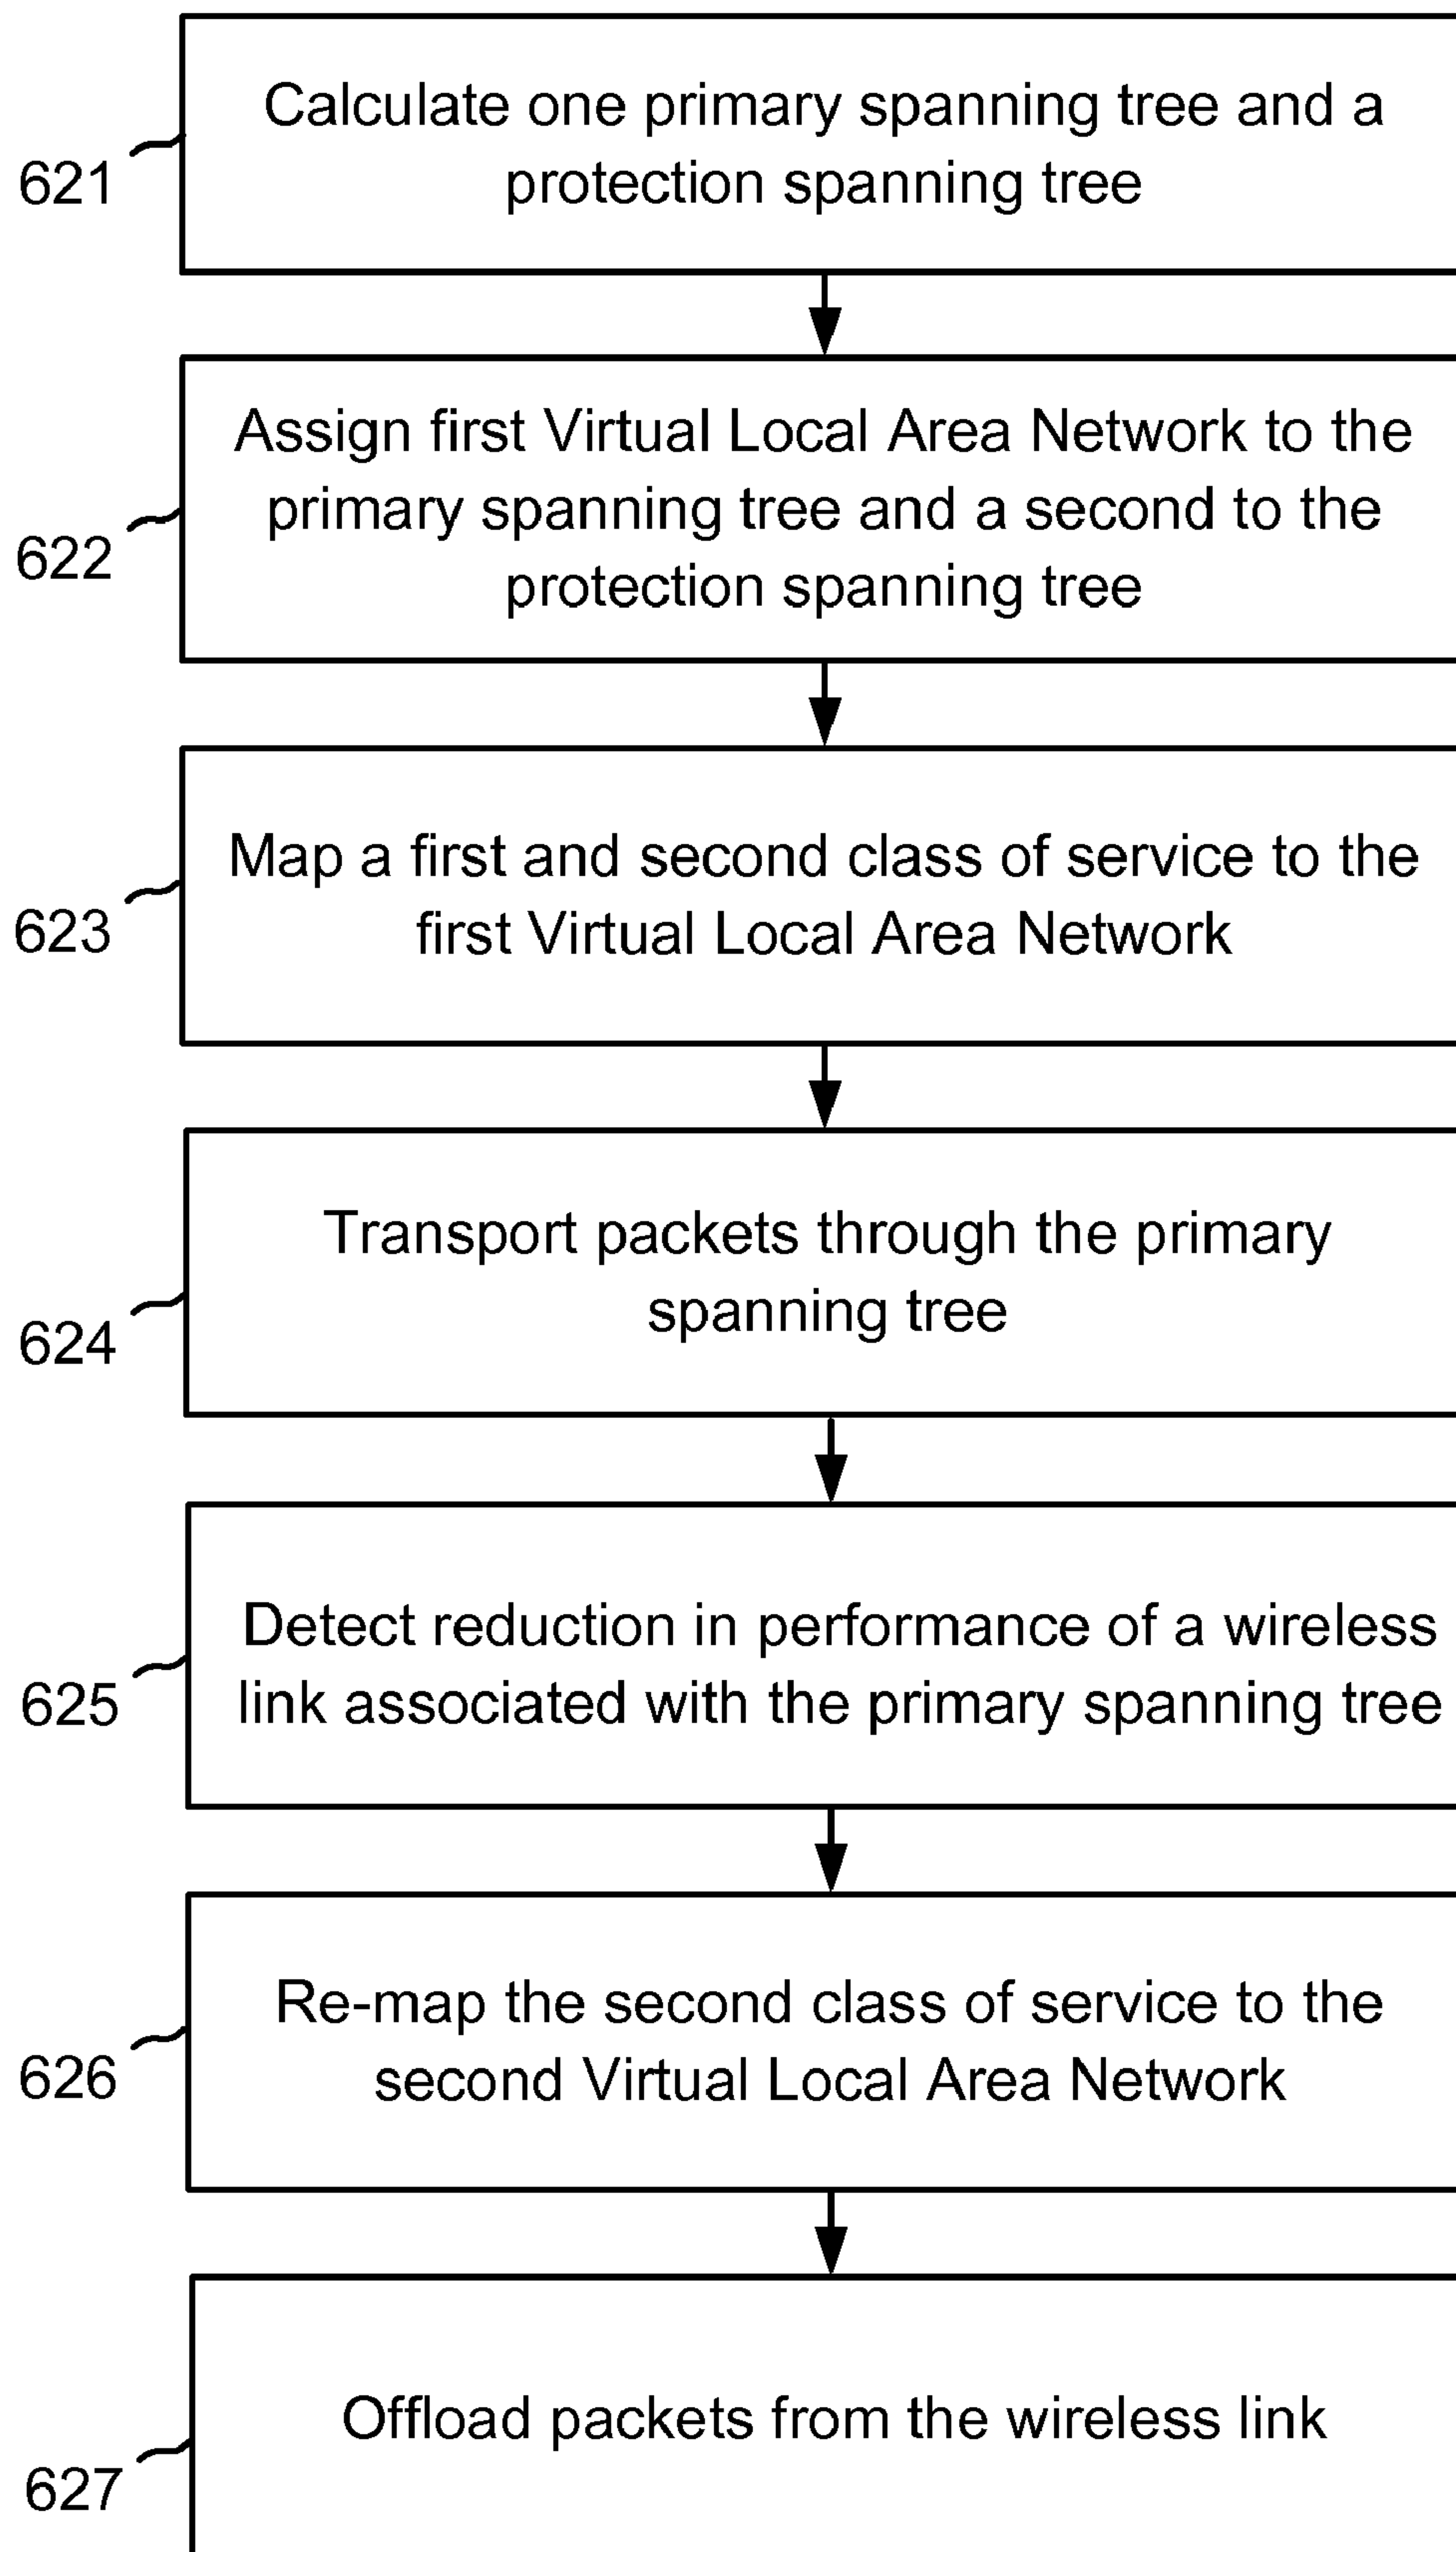 Calculate one primary spanning tree and a
protection spanning tree
621
Assign first Virtual Local Area Network to the
primary spanning tree and a second to the
protection spanning tree
622
Map a first and second class of service to the
first Virtual Local Area Network
623
Transport packets through the primary
spanning tree
624
Detect reduction in performance of a wireless
link associated with the primary spanning tree
625
Re-map the second class of service to the
second Virtual Local Area Network
626
Offload packets from the wireless link
627